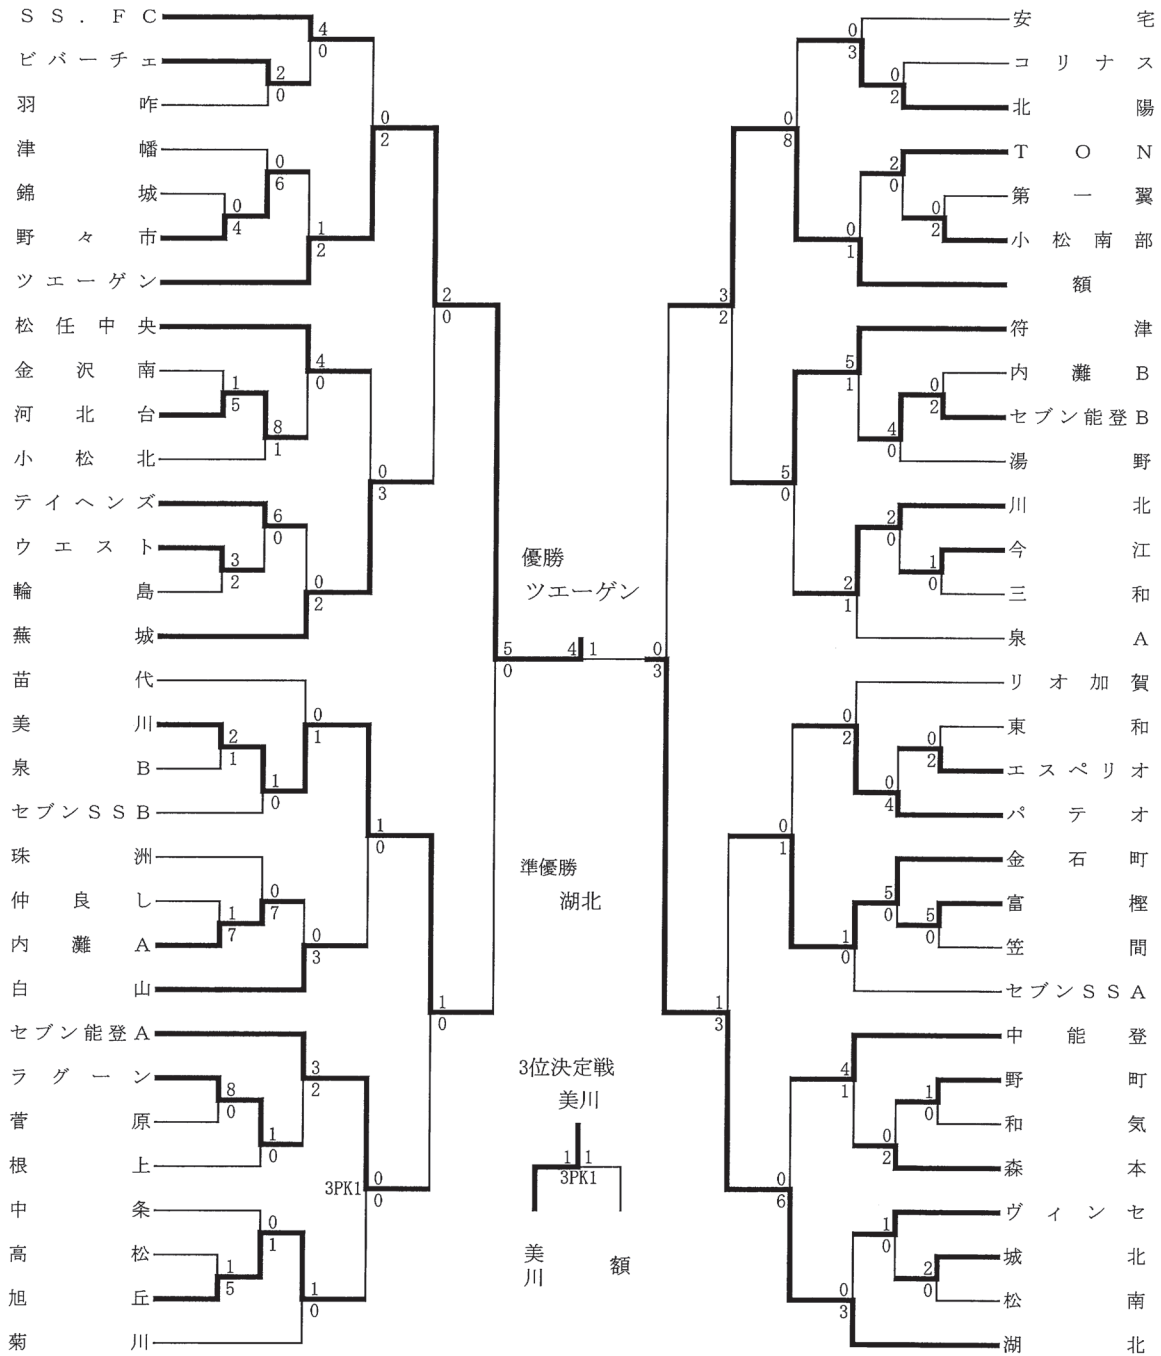 SS.FC
ビバーチェ
羽咋
津幡
錦城
野々市
ツエーゲン
松任中央
金沢南
河北台
小松北
テイヘンズ
ウエスト
輪島
蕪城
苗代
美川
泉B
セブンSSB
珠洲
仲良し
内灘A
白山
セブン能登A
ラグーン
菅原
根上
中条
高松
旭丘
菊川
4
0
2
0
0
6
0
4
1
2
0
2
2
0
4
0
1
5
8
1
0
3
6
0
3
2
0
2
5
0
0
1
2
1
1
0
1
0
0
7
1
7
0
3
1
0
3
2
8
0
1
0
3PK1
0
0
0
1
1
5
1
0
優勝
ツエーゲン
4 1
準優勝
湖北
3位決定戦
美川
1 1
3PK1
美川
額
0
3
0
2
0
8
2
0
0
2
0
1
3
2
5
1
0
2
4
0
5
0
2
0
1
0
2
1
0
3
0
2
0
2
0
4
0
1
5
0
5
0
1
0
1
3
4
1
1
0
0
2
0
6
1
0
2
0
0
3
安宅
コリナス
北陽
TON
第一翼
小松南部
額
符津
内灘B
セブン能登B
湯野
川北
今江
三和
泉A
リオ加賀
東和
エスペリオ
パテオ
金石町
富樫
笠間
セブンSSA
中能登
野町
和気
森本
ヴィンセ
城北
松南
湖北